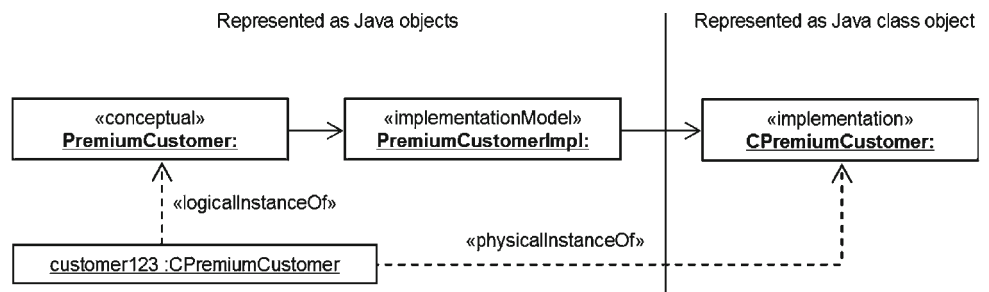 Represented as Java objects
Represented as Java class object
«conceptual»
PremiumCustomer:
«implementationModel»
PremiumCustomerImpl:
«implementation»
CPremiumCustomer:
«logicalInstanceOf»
«physicalInstanceOf»
customer123 :CPremiumCustomer